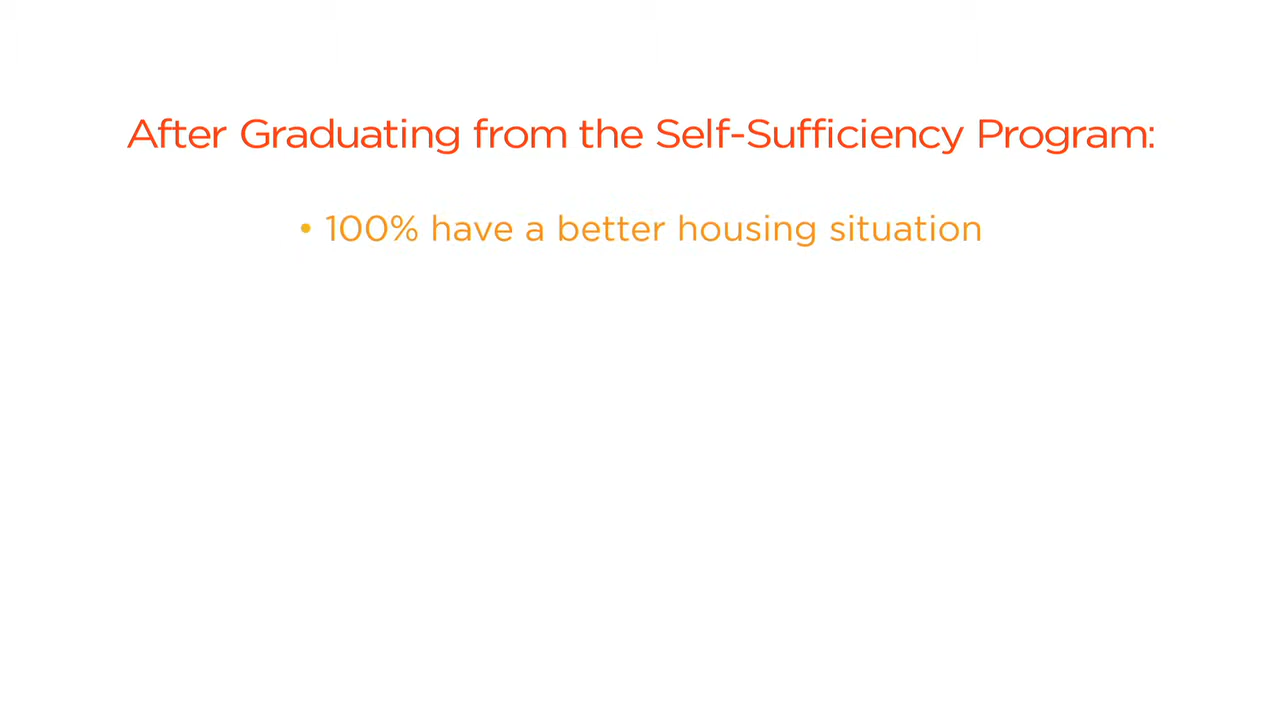 After Graduating from the Self-Sufficiency Program:
• 100% have a better housing situation